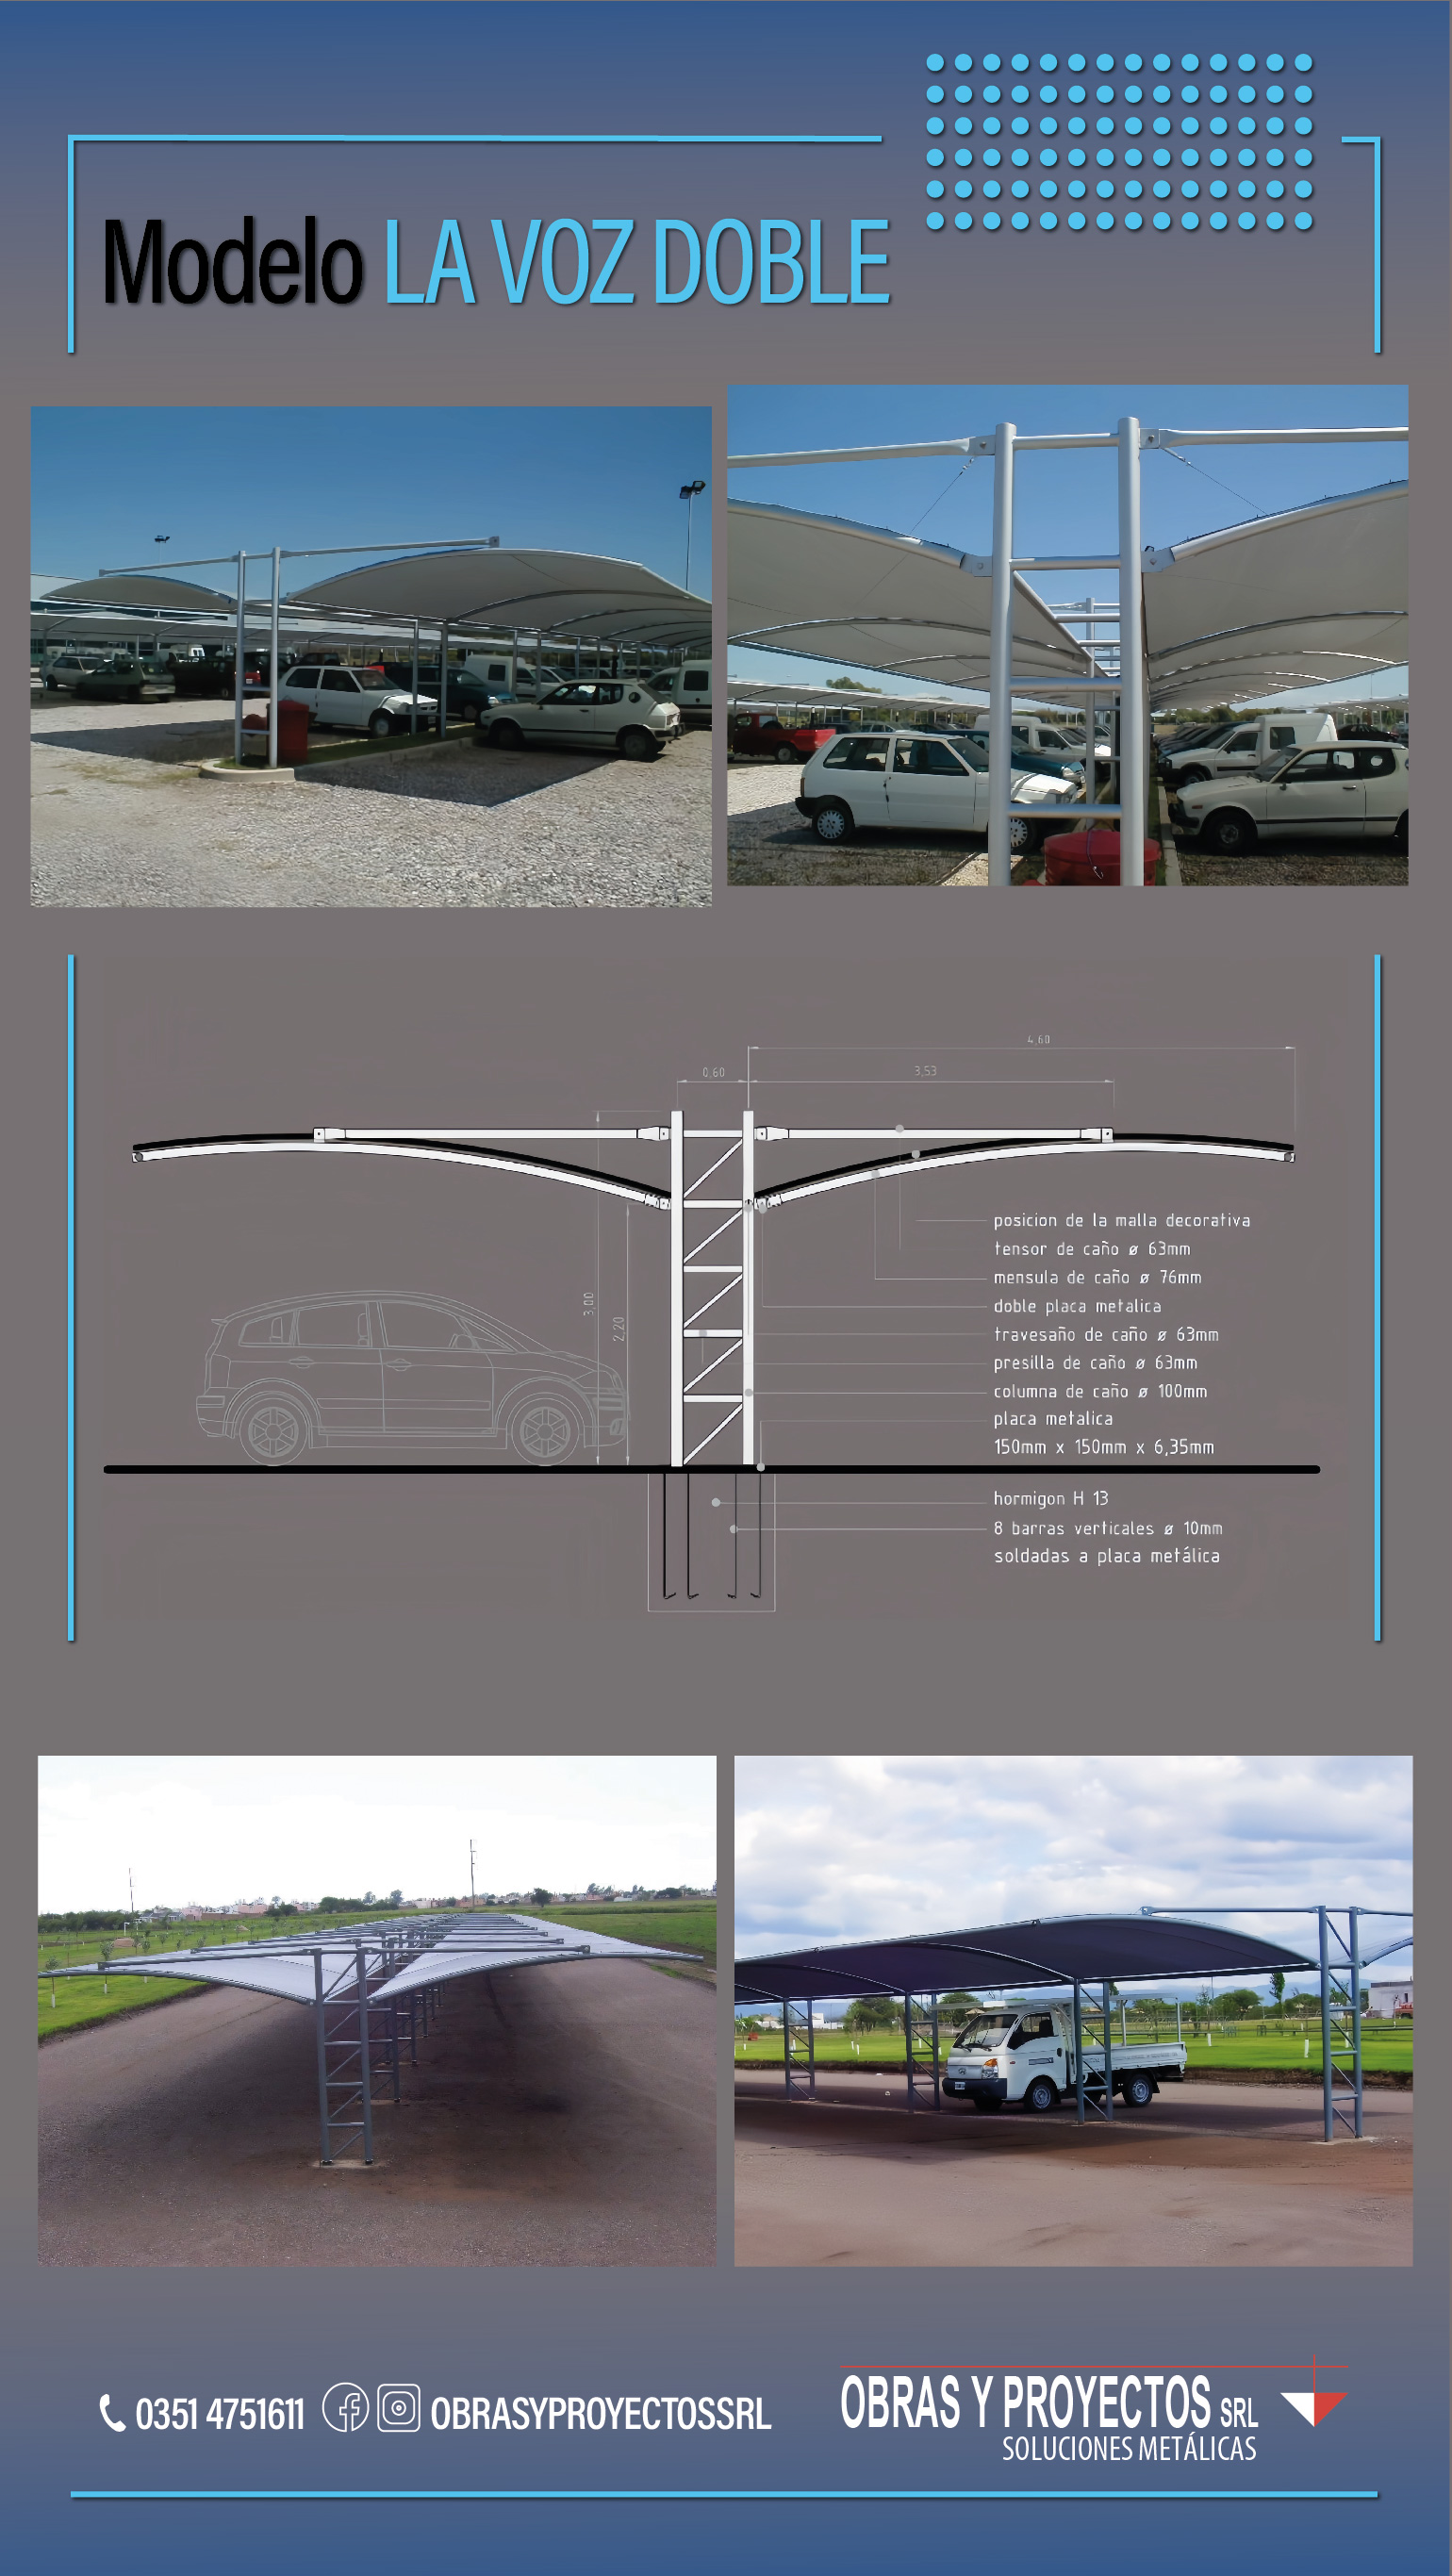 Modelo LA VOZ DOBLE
4,60
0,60
3,53
3,00
2,20
posicion de la malla decorativa
tensor de caño ø 63mm
mensula de caño ø 76mm
doble placa metalica
travesaño de caño ø 63mm
presilla de caño ø 63mm
columna de caño ø 100mm
placa metalica
150mm x 150mm x 6,35mm
hormigon H 13
8 barras verticales ø 10mm
soldadas a placa metálica
0351 4751611 OBRASYPROYECTOSSRL
OBRAS Y PROYECTOS SRL
SOLUCIONES METÁLICAS